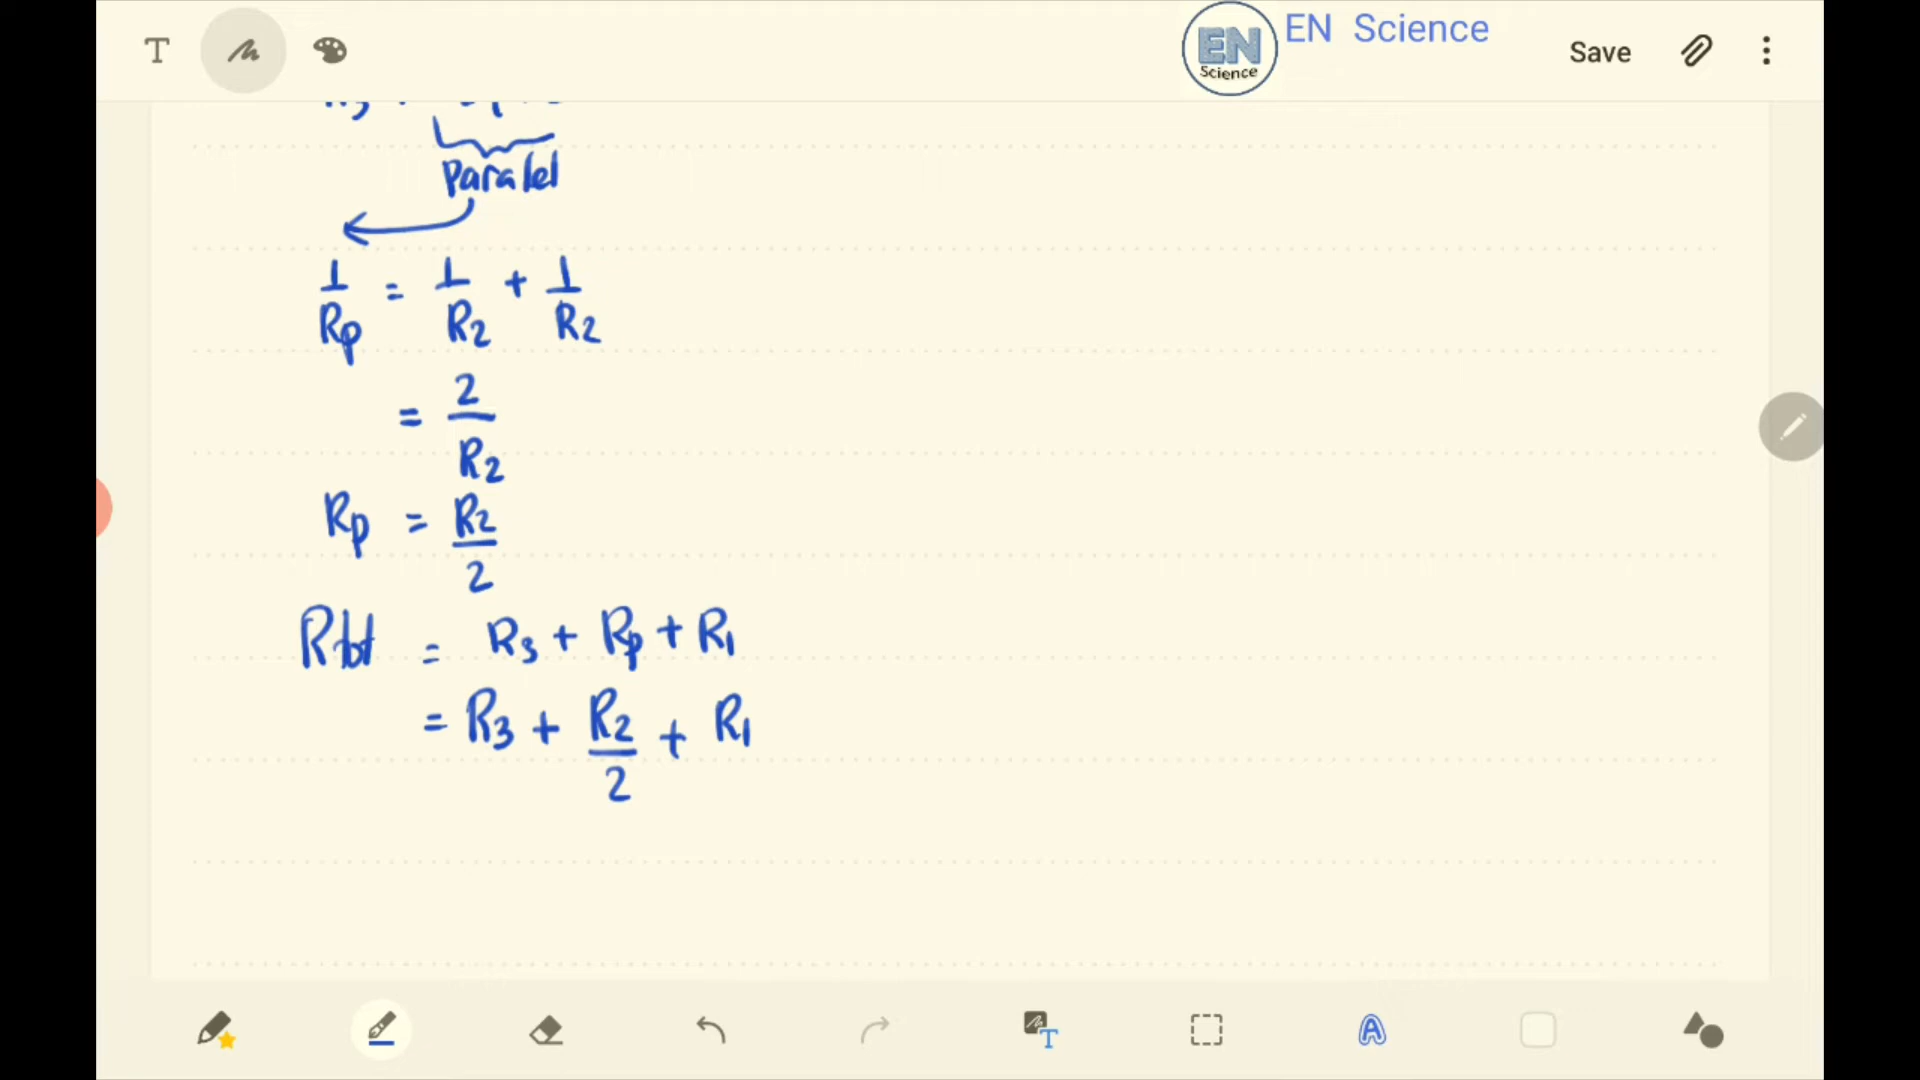 T
EN Science
EN Science
Save
Paralel
1/Rp = 1/R2 + 1/R2
= 2/R2
Rp = R2/2
Rtot = R3 + Rp + R1
= R3 + R2/2 + R1
T
A